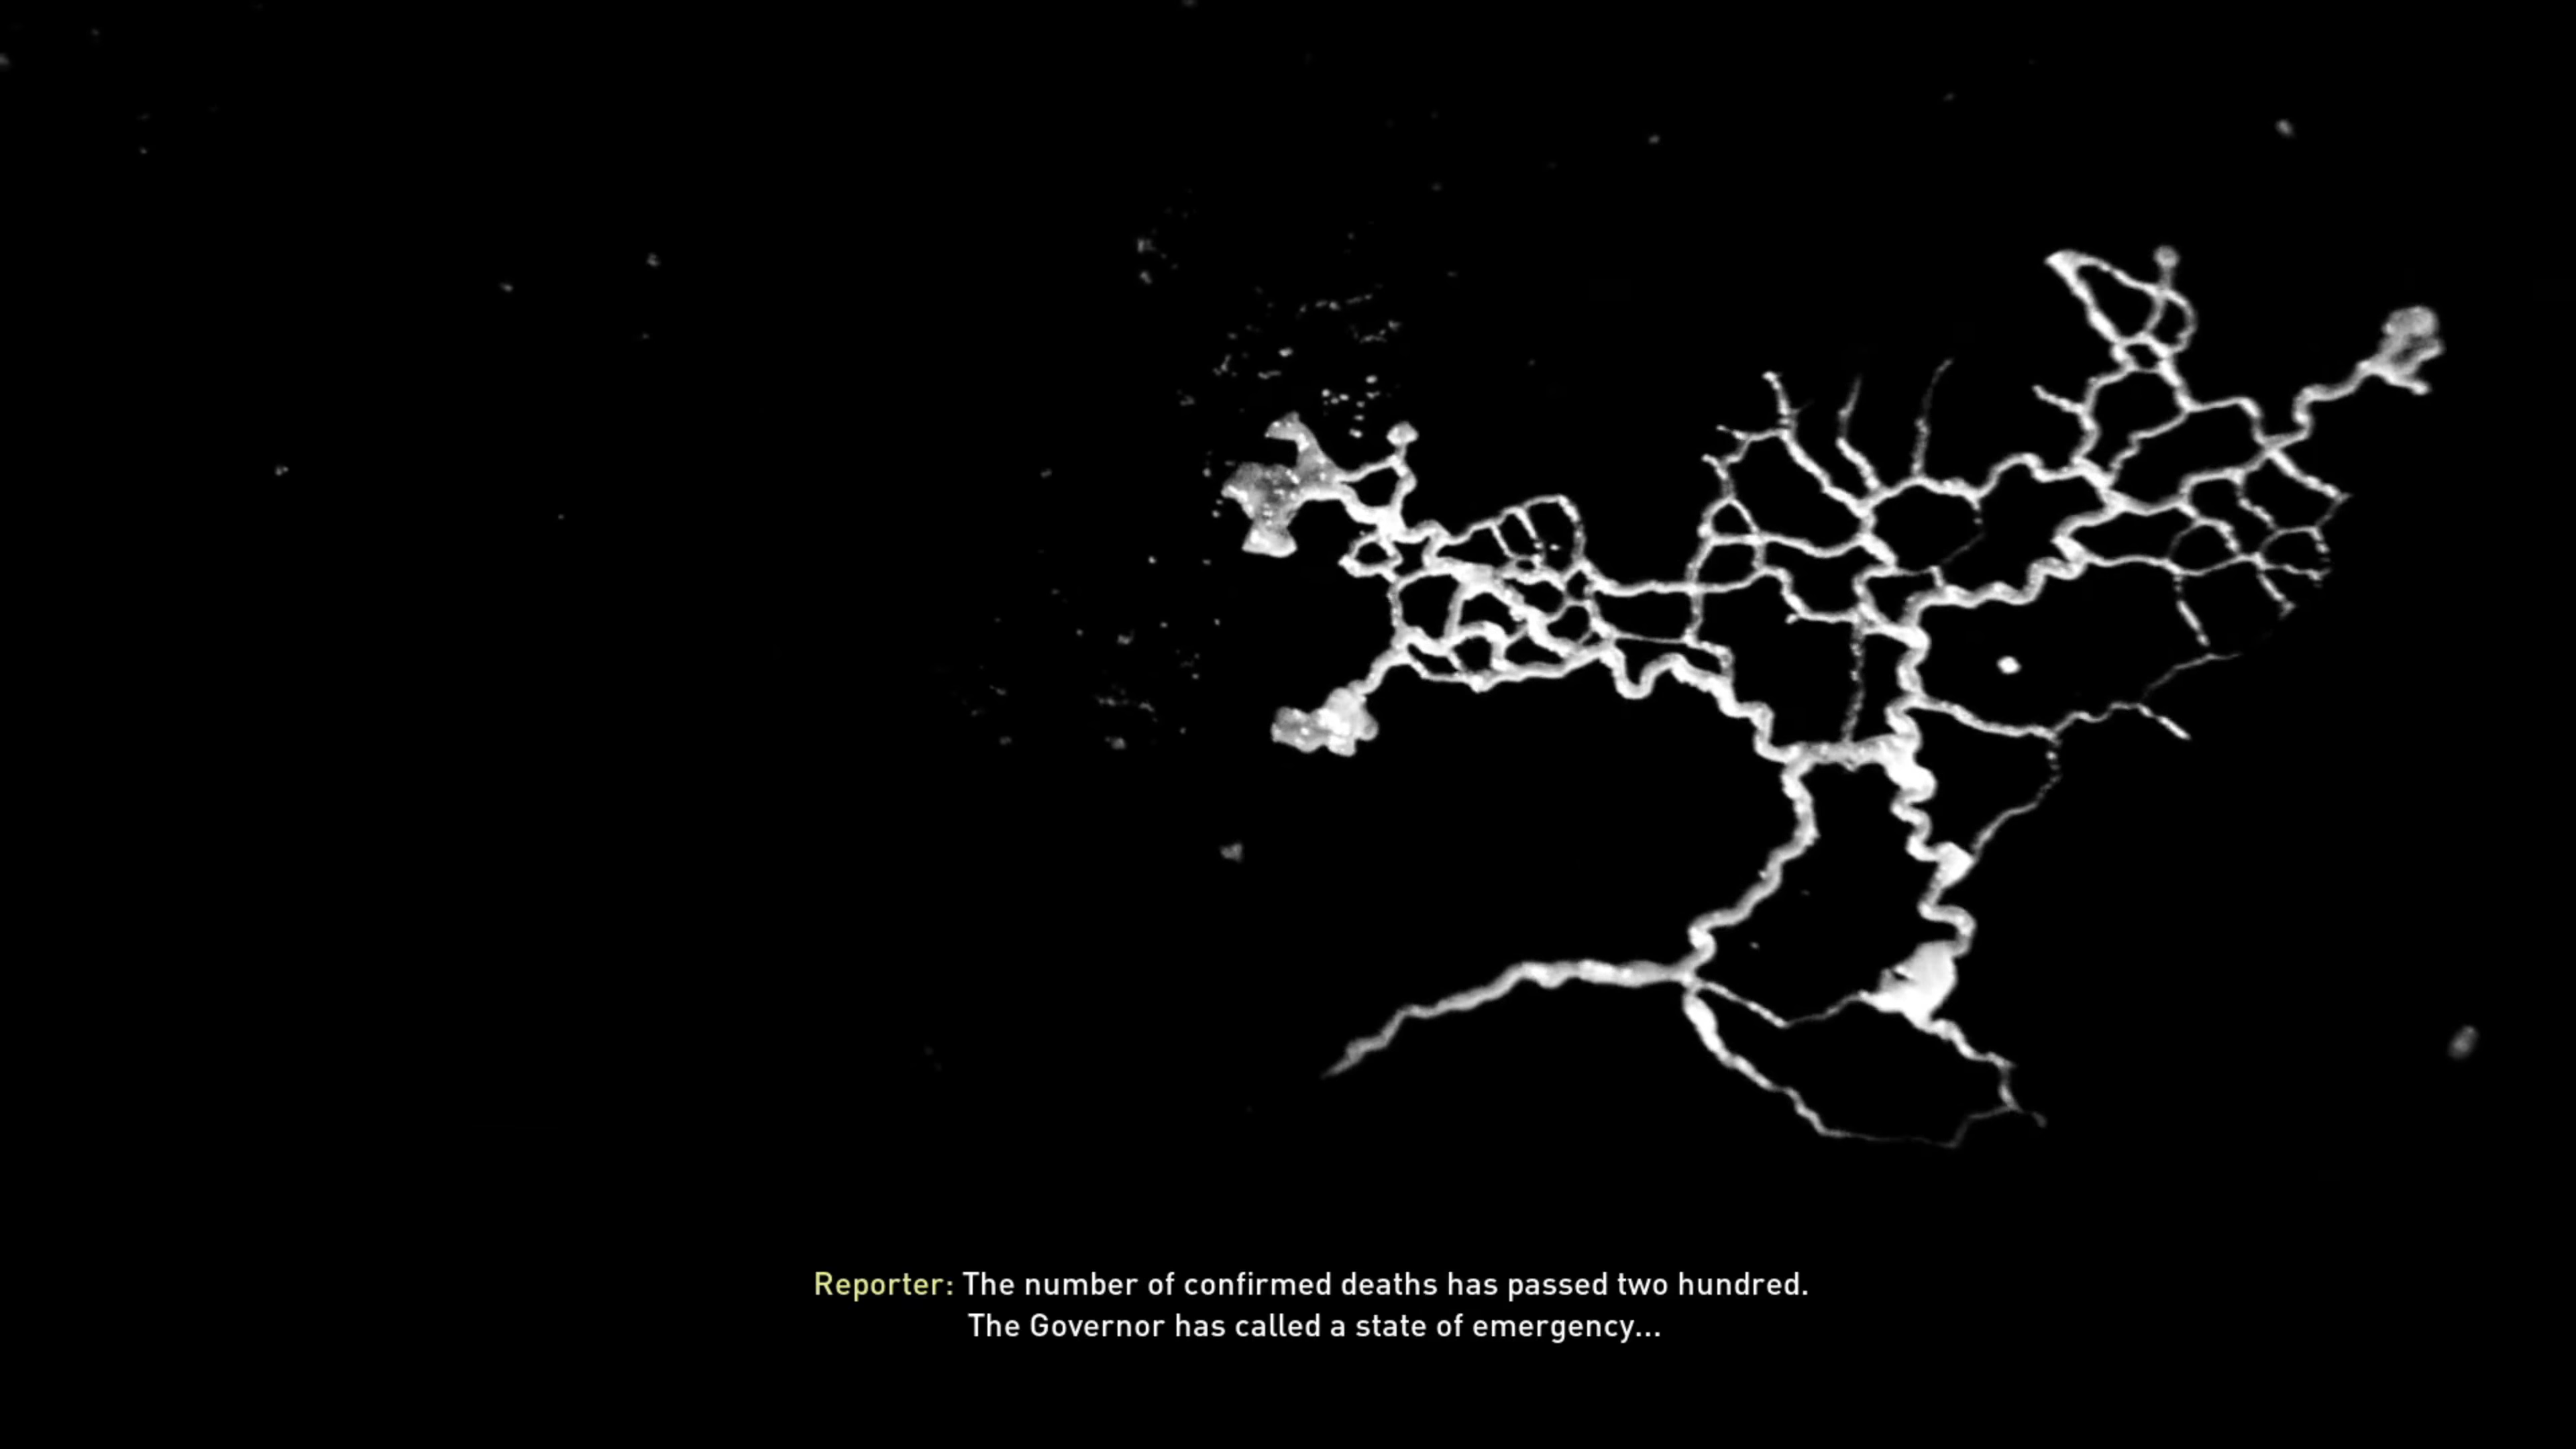 Reporter: The number of confirmed deaths has passed two hundred.
The Governor has called a state of emergency...